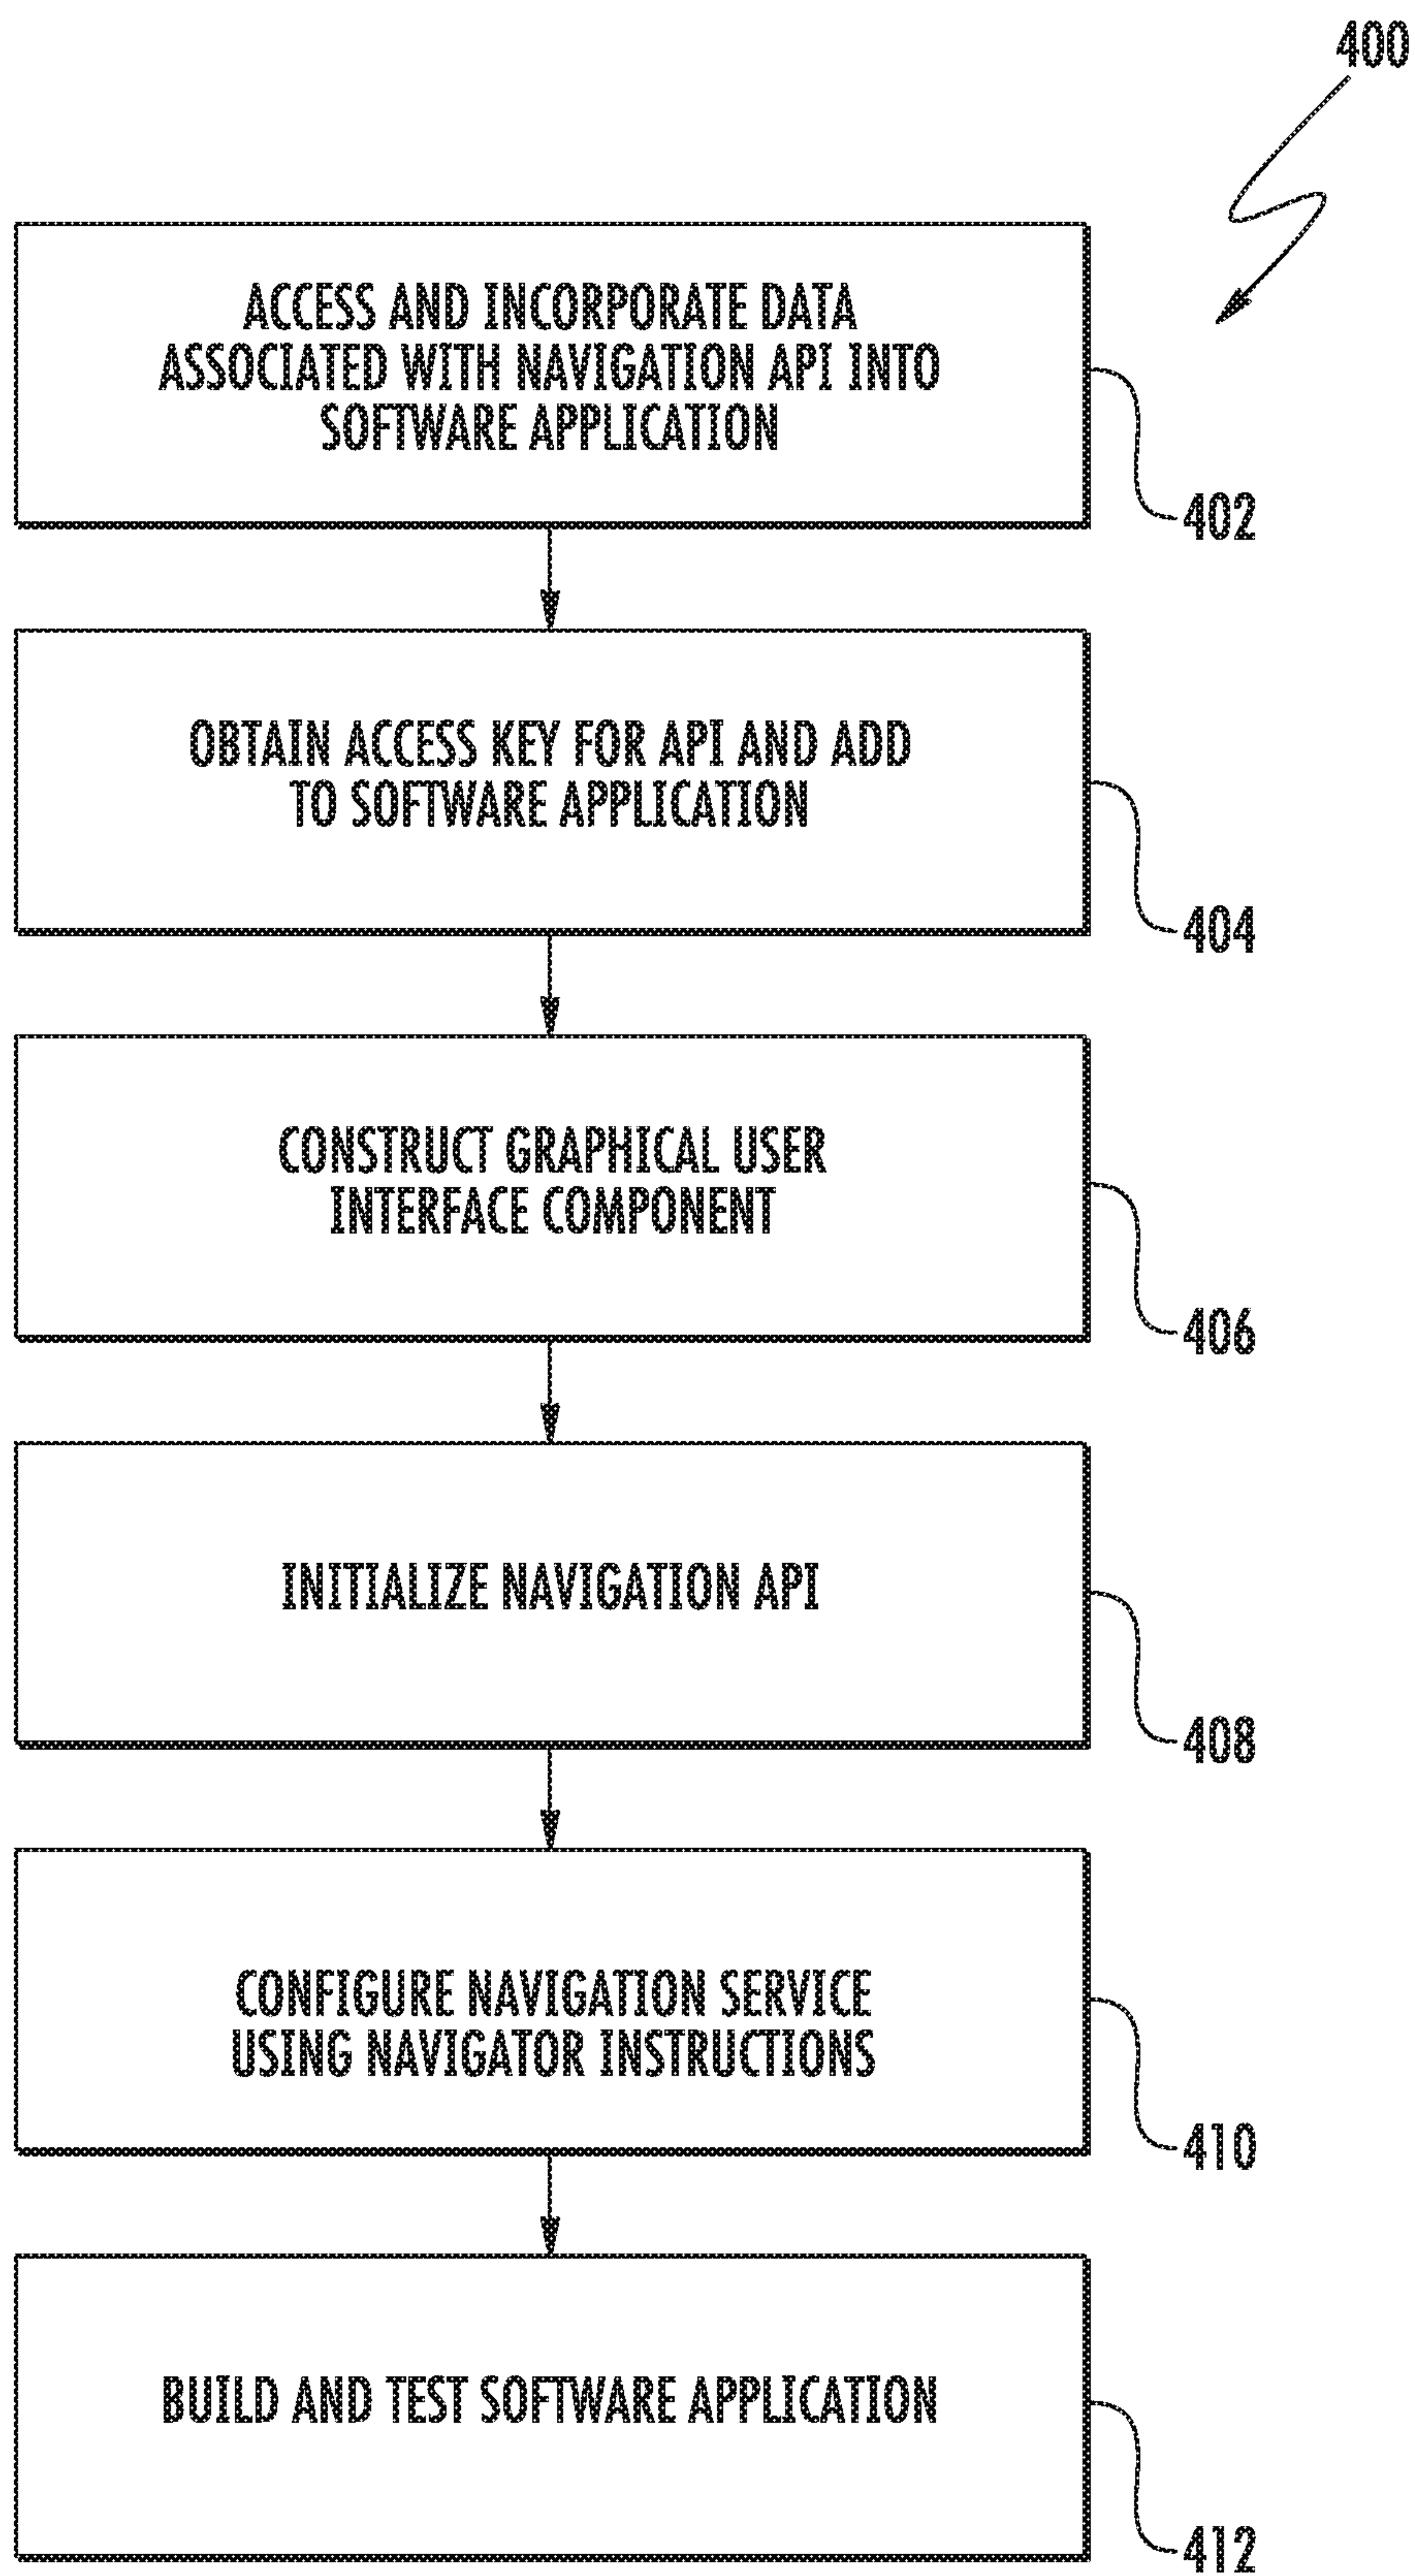 400
ACCESS AND INCORPORATE DATA
ASSOCIATED WITH NAVIGATION API INTO
SOFTWARE APPLICATION
402
OBTAIN ACCESS KEY FOR API AND ADD
TO SOFTWARE APPLICATION
404
CONSTRUCT GRAPHICAL USER
INTERFACE COMPONENT
406
INITIALIZE NAVIGATION API
408
CONFIGURE NAVIGATION SERVICE
USING NAVIGATOR INSTRUCTIONS
410
BUILD AND TEST SOFTWARE APPLICATION
412